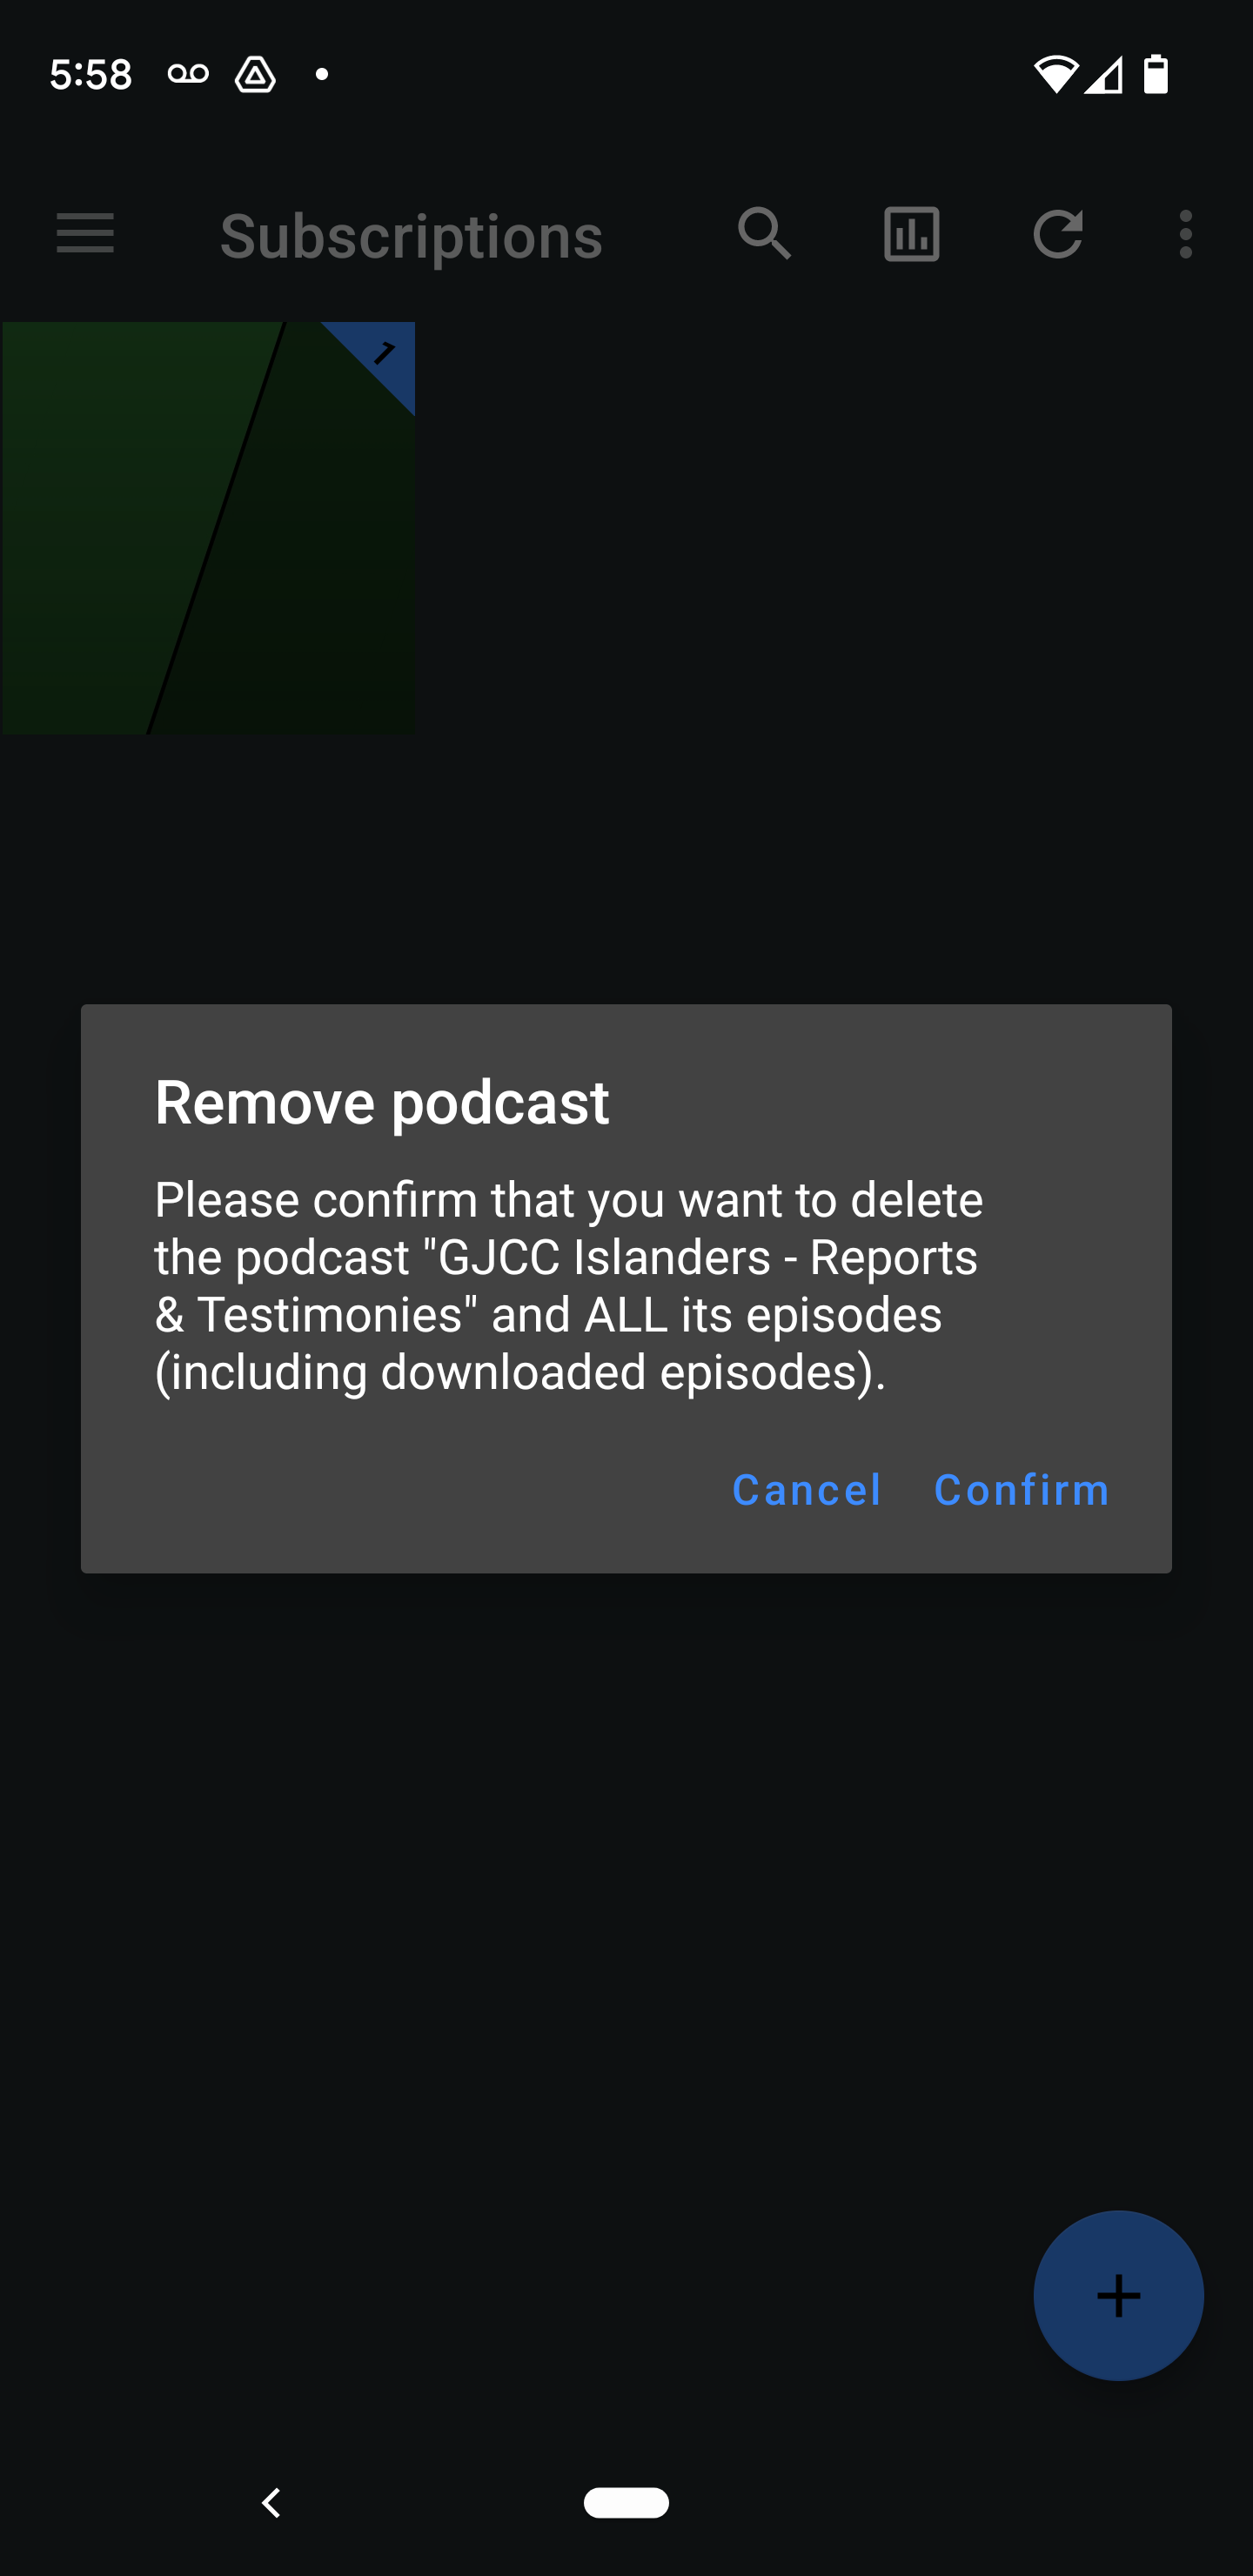 5:58
Subscriptions
1
Remove podcast
Please confirm that you want to delete
the podcast "GJCC Islanders - Reports
& Testimonies" and ALL its episodes
(including downloaded episodes).
Cancel Confirm